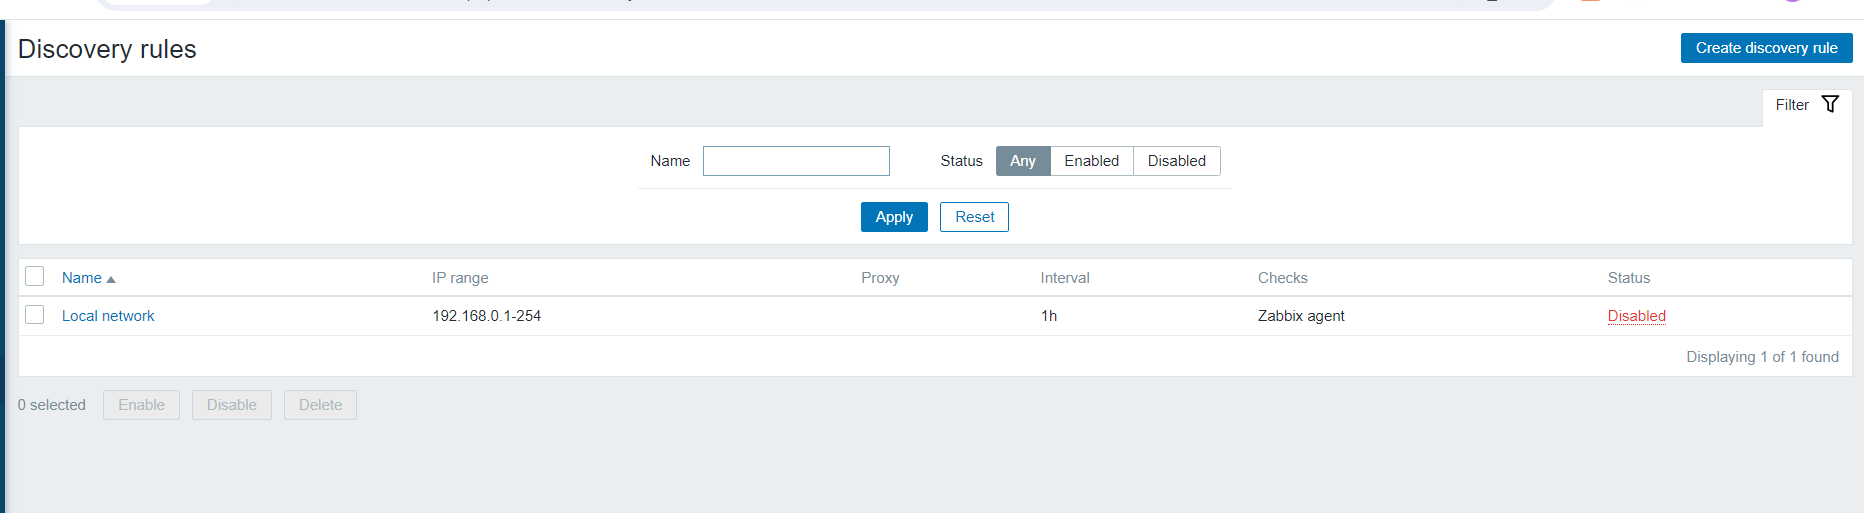 Discovery rules
Create discovery rule
Filter
Name Status Any Enabled Disabled
Apply Reset
Name IP range Proxy Interval Checks Status
Local network 192.168.0.1-254 1h Zabbix agent Disabled
Displaying 1 of 1 found
0 selected Enable Disable Delete